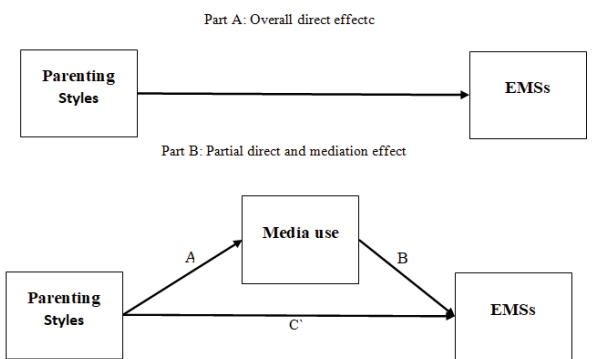 Part A: Overall direct effectc
Parenting
Styles
EMSs
Part B: Partial direct and mediation effect
Media use
A
B
Parenting
Styles
EMSs
C`